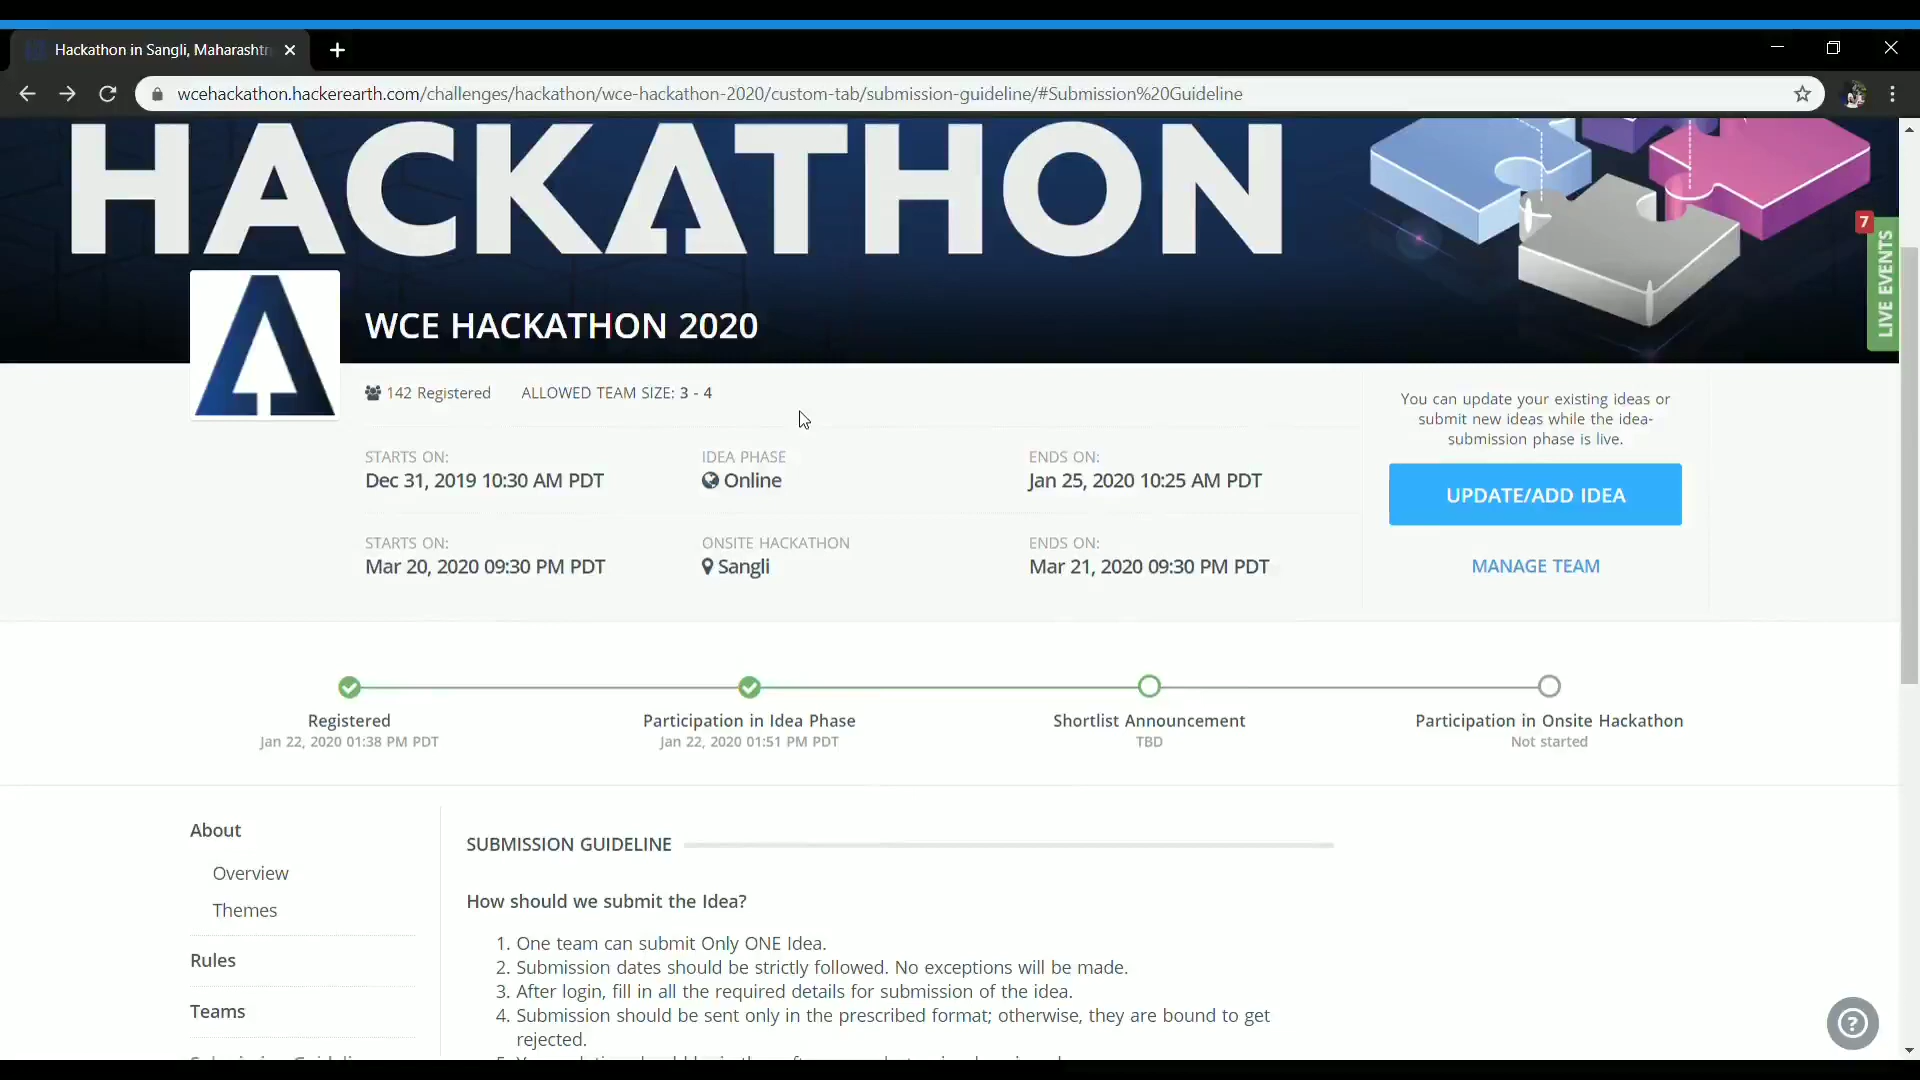 Hackathon in Sangli, Maharasht
wcehackathon.hackerearth.com/challenges/hackathon/wce-hackathon-2020/custom-tab/submission-guideline/#Submission%20Guideline
HACKATHON
7
LIVE EVENTS
WCE HACKATHON 2020
142 Registered ALLOWED TEAM SIZE: 3 - 4
You can update your existing ideas or
submit new ideas while the idea-
submission phase is live.
STARTS ON: IDEA PHASE ENDS ON:
Dec 31, 2019 10:30 AM PDT Online Jan 25, 2020 10:25 AM PDT
UPDATE/ADD IDEA
STARTS ON: ONSITE HACKATHON ENDS ON:
Mar 20, 2020 09:30 PM PDT Sangli Mar 21, 2020 09:30 PM PDT
MANAGE TEAM
Registered Participation in Idea Phase Shortlist Announcement Participation in Onsite Hackathon
Jan 22, 2020 01:38 PM PDT Jan 22, 2020 01:51 PM PDT TBD Not started
About
Overview
Themes
Rules
Teams
SUBMISSION GUIDELINE
How should we submit the Idea?
1. One team can submit Only ONE Idea.
2. Submission dates should be strictly followed. No exceptions will be made.
3. After login, fill in all the required details for submission of the idea.
4. Submission should be sent only in the prescribed format; otherwise, they are bound to get
rejected.